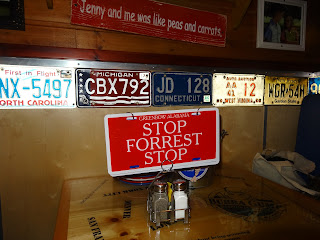 Jenny and me was like peas and carrots.
First in Flight
NX-5497
NORTH CAROLINA
MICHIGAN
CBX792
JD 128
CONNECTICUT
AA 12
41
WEST VIRGINIA
WGR 54
GREENBOW ALABAMA
STOP
FORREST
STOP